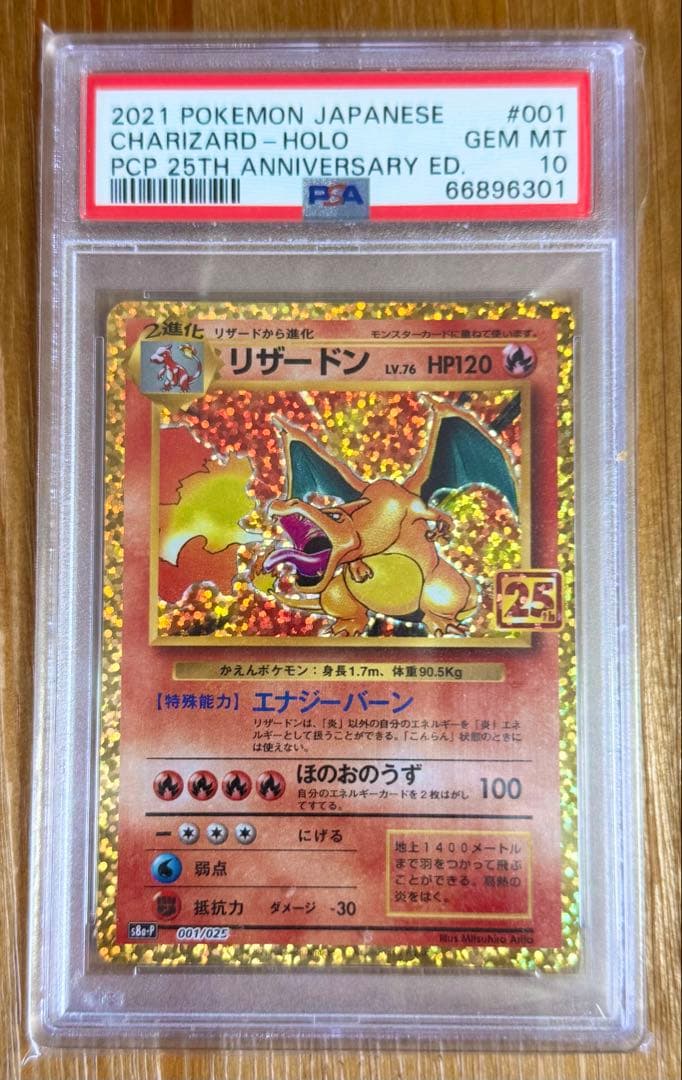 2021 POKEMON JAPANESE #001
CHARIZARD-HOLO GEM MT
PCP 25TH ANNIVERSARY ED. 10
PSA 66896301
2進化 リザードから進化 モンスターカードに重ねて使います。
リザードン LV.76 HP120
25th
かえんポケモン:身長1.7m、体重90.5Kg
【特殊能力】エナジーバーン
リザードンは、「炎」以外の自分のエネルギーを「炎」エネ
ルギーとして扱うことができる。「こんらん」状態のときに
は使えない。
ほのおのうず 100
自分のエネルギーカードを2枚はがし
てすてる。
にげる
弱点
抵抗力 ダメージ -30
地上1400メートル
まで羽をつかって飛ぶ
ことができる。高熱の
炎をはく。
s8a-P 001/025
Illus. Mitsuhiro Arita